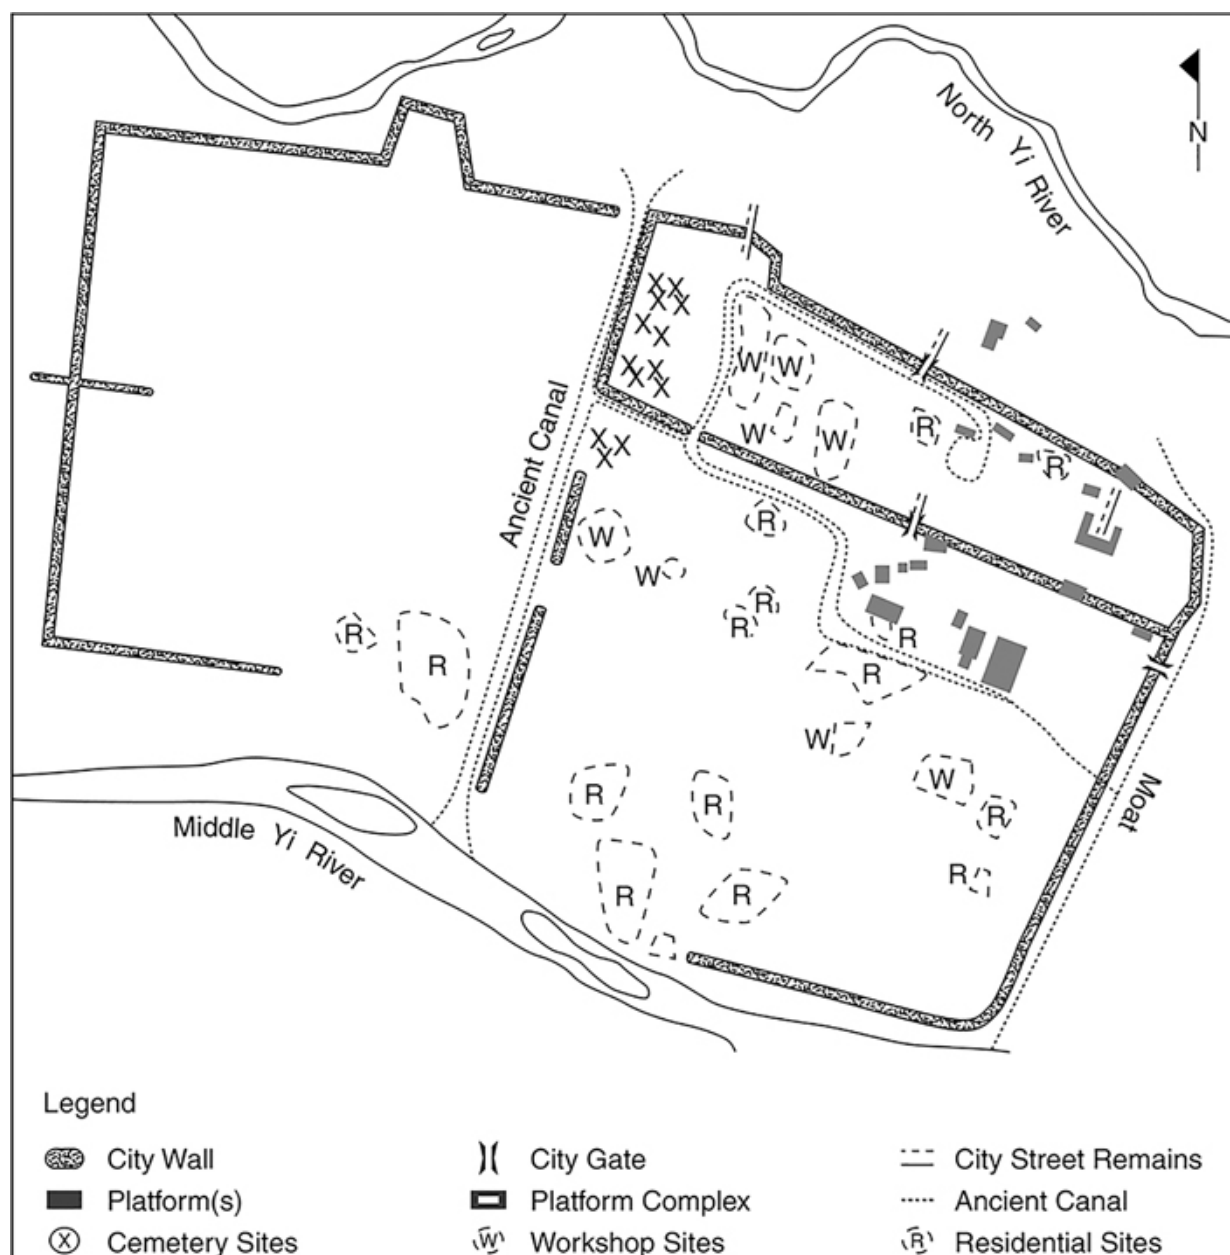 North Yi River
N
Ancient Canal
X
X
X
X
X
X
X
X
X
X
W
W
W
W
R
R
X
X
X
W
R
W
R
R
R
R
R
R
W
W
R
Moat
R
R
R
R
R
Middle Yi River
Legend
City Wall
City Gate
City Street Remains
Platform(s)
Platform Complex
Ancient Canal
X Cemetery Sites
W Workshop Sites
R Residential Sites